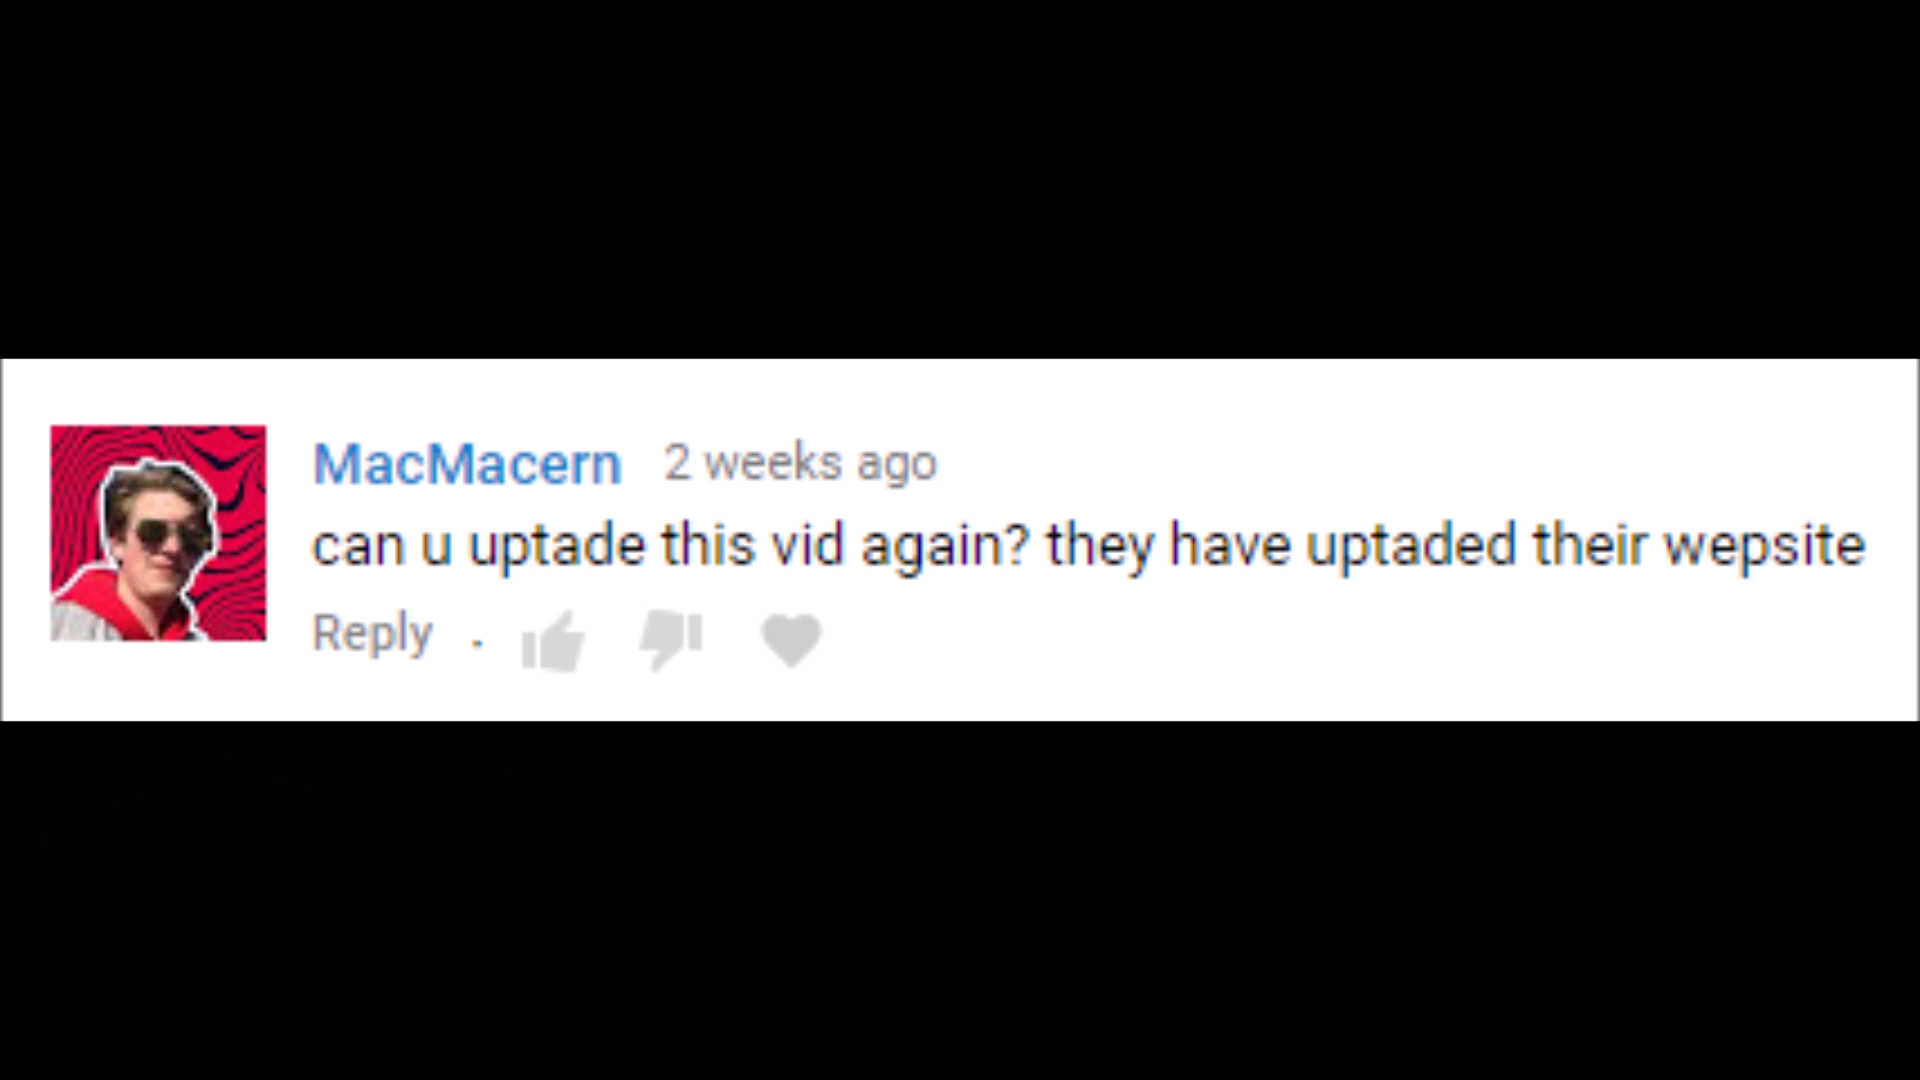 MacMacern 2 weeks ago
can u uptade this vid again? they have uptaded their wepsite
Reply .